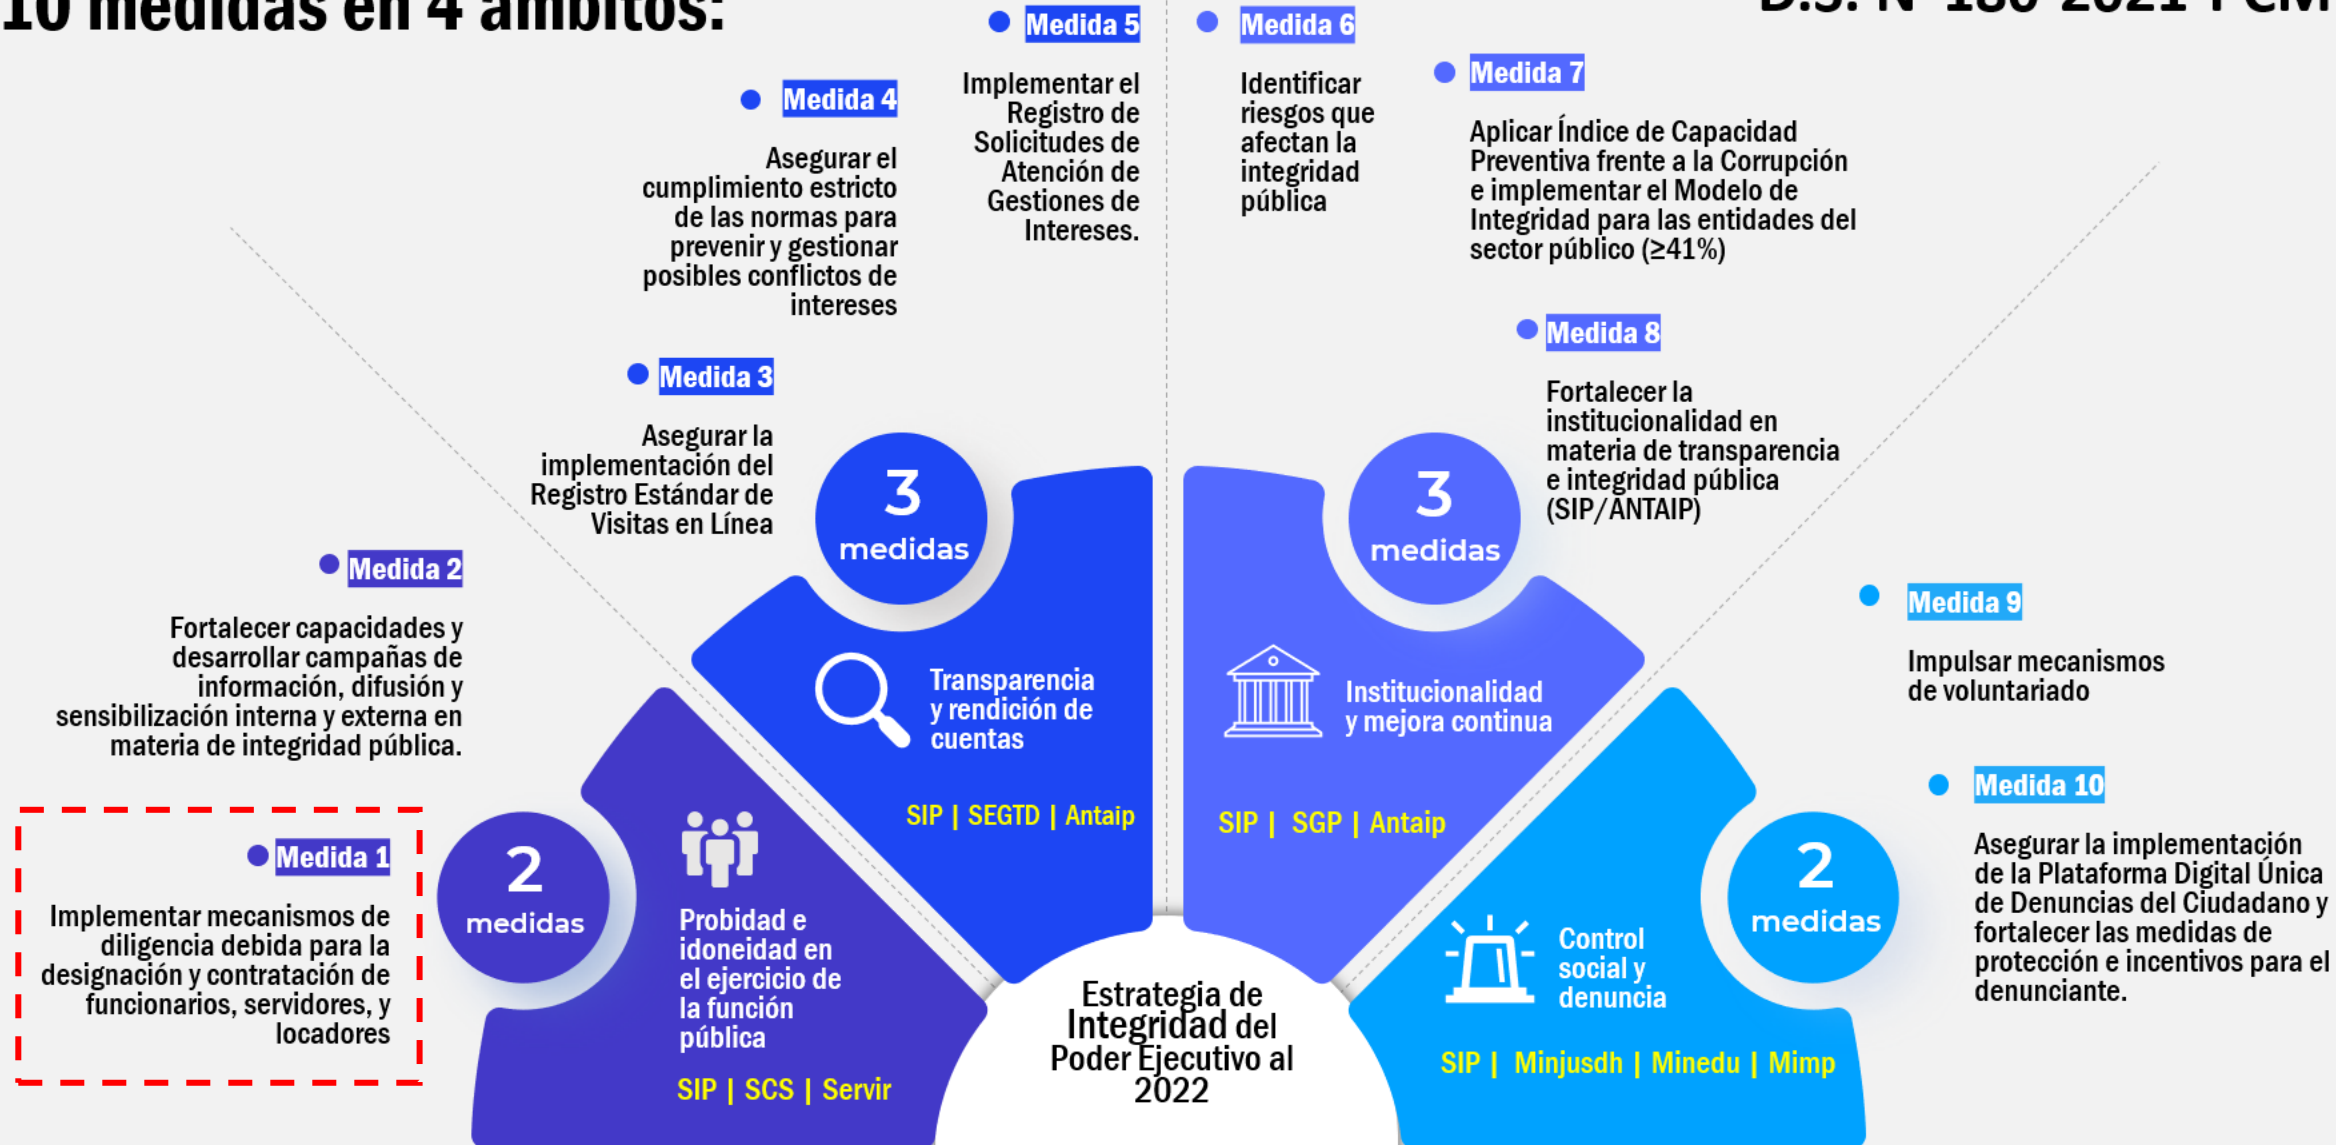 10 medidas en 4 ámbitos:
D.S. N° 180-2021-PCM
Medida 5
Implementar el
Registro de
Solicitudes de
Atención de
Gestiones de
Intereses.
Medida 6
Identificar
riesgos que
afectan la
integridad
pública
Medida 4
Asegurar el
cumplimiento estricto
de las normas para
prevenir y gestionar
posibles conflictos de
intereses
Medida 7
Aplicar Índice de Capacidad
Preventiva frente a la Corrupción
e implementar el Modelo de
Integridad para las entidades del
sector público (≥41%)
Medida 3
Asegurar la
implementación del
Registro Estándar de
Visitas en Línea
Medida 8
Fortalecer la
institucionalidad en
materia de transparencia
e integridad pública
(SIP/ANTAIP)
3
medidas
3
medidas
Medida 2
Fortalecer capacidades y
desarrollar campañas de
información, difusión y
sensibilización interna y externa en
materia de integridad pública.
Medida 9
Impulsar mecanismos
de voluntariado
Transparencia
y rendición de
cuentas
SIP | SEGTD | Antaip
Institucionalidad
y mejora continua
SIP | SGP | Antaip
Medida 1
Implementar mecanismos de
diligencia debida para la
designación y contratación de
funcionarios, servidores, y
locadores
2
medidas
Probidad e
idoneidad en
el ejercicio de
la función
pública
SIP | SCS | Servir
Estrategia de
Integridad del
Poder Ejecutivo al
2022
Control
social y
denuncia
SIP | Minjusdh | Minedu | Mimp
2
medidas
Medida 10
Asegurar la implementación
de la Plataforma Digital Única
de Denuncias del Ciudadano y
fortalecer las medidas de
protección e incentivos para el
denunciante.